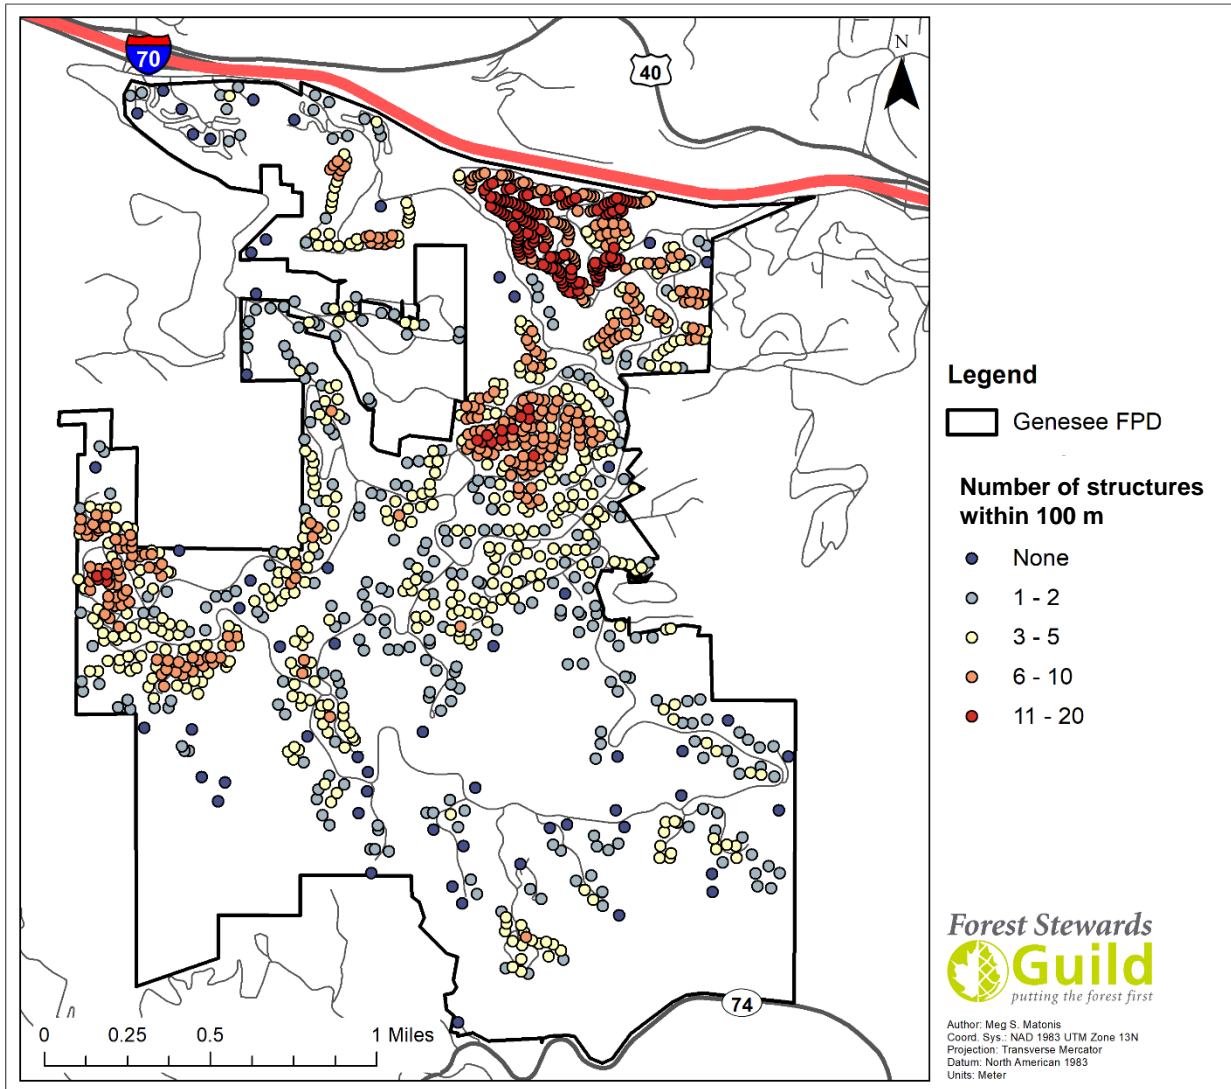 70
40
N
Legend
Genesee FPD
Number of structures
within 100 m
None
1 - 2
3 - 5
6 - 10
11 - 20
74
0 0.25 0.5 1 Miles
Forest Stewards
Guild
putting the forest first
Author: Meg S. Matonis
Coord. Sys.: NAD 1983 UTM Zone 13N
Projection: Transverse Mercator
Datum: North American 1983
Units: Meter